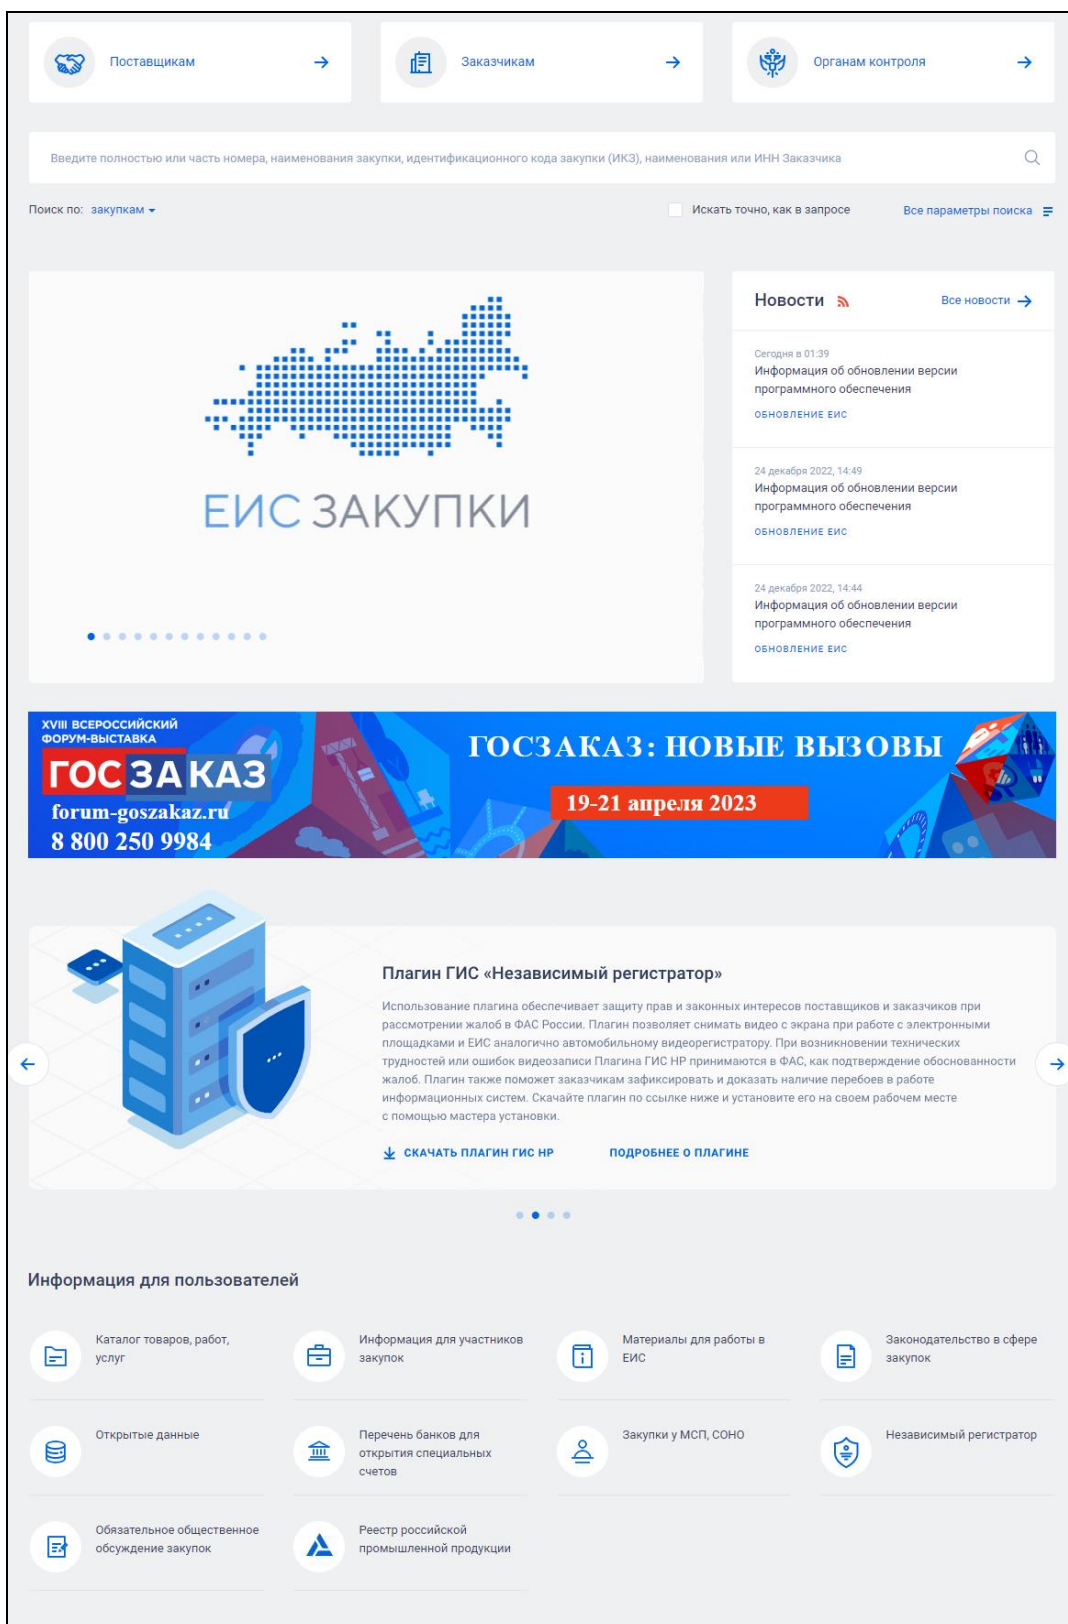 Поставщикам
Заказчикам
Органам контроля
Введите полностью или часть номера, наименования закупки, идентификационного кода закупки (ИКЗ), наименования или ИНН Заказчика
Поиск по: закупкам
Искать точно, как в запросе
Все параметры поиска
ЕИС ЗАКУПКИ
Новости
Все новости
Сегодня в 01:39
Информация об обновлении версии
программного обеспечения
ОБНОВЛЕНИЕ ЕИС
24 декабря 2022, 14:49
Информация об обновлении версии
программного обеспечения
ОБНОВЛЕНИЕ ЕИС
24 декабря 2022, 14:44
Информация об обновлении версии
программного обеспечения
ОБНОВЛЕНИЕ ЕИС
XVIII ВСЕРОССИЙСКИЙ
ФОРУМ-ВЫСТАВКА
ГОСЗАКАЗ
forum-goszakaz.ru
8 800 250 9984
ГОСЗАКАЗ: НОВЫЕ ВЫЗОВЫ
19-21 апреля 2023
Плагин ГИС «Независимый регистратор»
Использование плагина обеспечивает защиту прав и законных интересов поставщиков и заказчиков при
рассмотрении жалоб в ФАС России. Плагин позволяет снимать видео с экрана при работе с электронными
площадками и ЕИС аналогично автомобильному видеорегистратору. При возникновении технических
трудностей или ошибок видеозаписи Плагина ГИС НР принимаются в ФАС, как подтверждение обоснованности
жалоб. Плагин также поможет заказчикам зафиксировать и доказать наличие перебоев в работе
информационных систем. Скачайте плагин по ссылке ниже и установите его на своем рабочем месте
с помощью мастера установки.
СКАЧАТЬ ПЛАГИН ГИС НР
ПОДРОБНЕЕ О ПЛАГИНЕ
Информация для пользователей
Каталог товаров, работ,
услуг
Информация для участников
закупок
Материалы для работы в
ЕИС
Законодательство в сфере
закупок
Открытые данные
Перечень банков для
открытия специальных
счетов
Закупки у МСП, СОНО
Независимый регистратор
Обязательное общественное
обсуждение закупок
Реестр российской
промышленной продукции